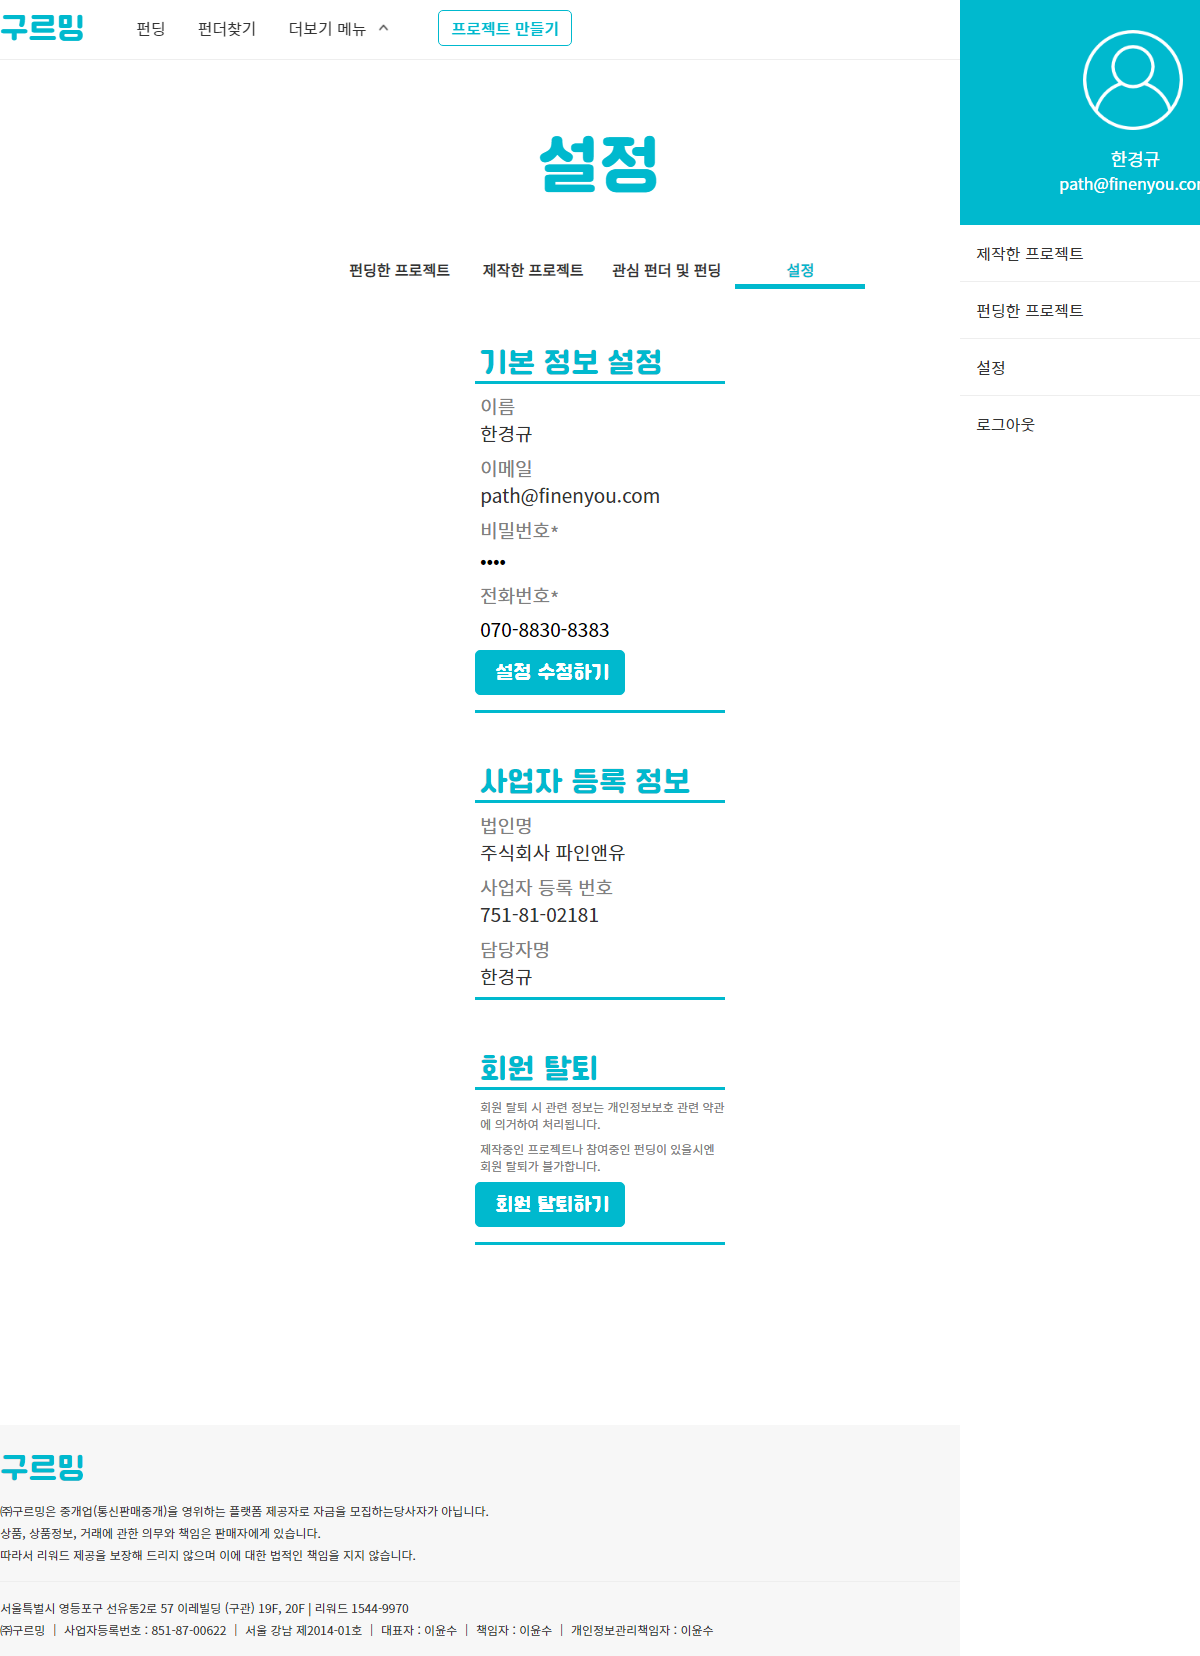 구르밍
펀딩
펀더찾기
더보기 메뉴
프로젝트 만들기
한경규
path@finenyou.com
제작한 프로젝트
펀딩한 프로젝트
설정
로그아웃
설정
펀딩한 프로젝트
제작한 프로젝트
관심 펀더 및 펀딩
설정
기본 정보 설정
이름
한경규
이메일
path@finenyou.com
비밀번호*
••••
전화번호*
070-8830-8383
설정 수정하기
사업자 등록 정보
법인명
주식회사 파인앤유
사업자 등록 번호
751-81-02181
담당자명
한경규
회원 탈퇴
회원 탈퇴 시 관련 정보는 개인정보보호 관련 약관
에 의거하여 처리됩니다.
제작중인 프로젝트나 참여중인 펀딩이 있을시엔
회원 탈퇴가 불가합니다.
회원 탈퇴하기
구르밍
㈜구르밍은 중개업(통신판매중개)을 영위하는 플랫폼 제공자로 자금을 모집하는당사자가 아닙니다.
상품, 상품정보, 거래에 관한 의무와 책임은 판매자에게 있습니다.
따라서 리워드 제공을 보장해 드리지 않으며 이에 대한 법적인 책임을 지지 않습니다.
서울특벌시 영등포구 선유동2로 57 이레빌딩 (구관) 19F, 20F | 리워드 1544-9970
㈜구르밍 | 사업자등록번호 : 851-87-00622 | 서울 강남 제2014-01호 | 대표자 : 이윤수 | 책임자 : 이윤수 | 개인정보관리책임자 : 이윤수